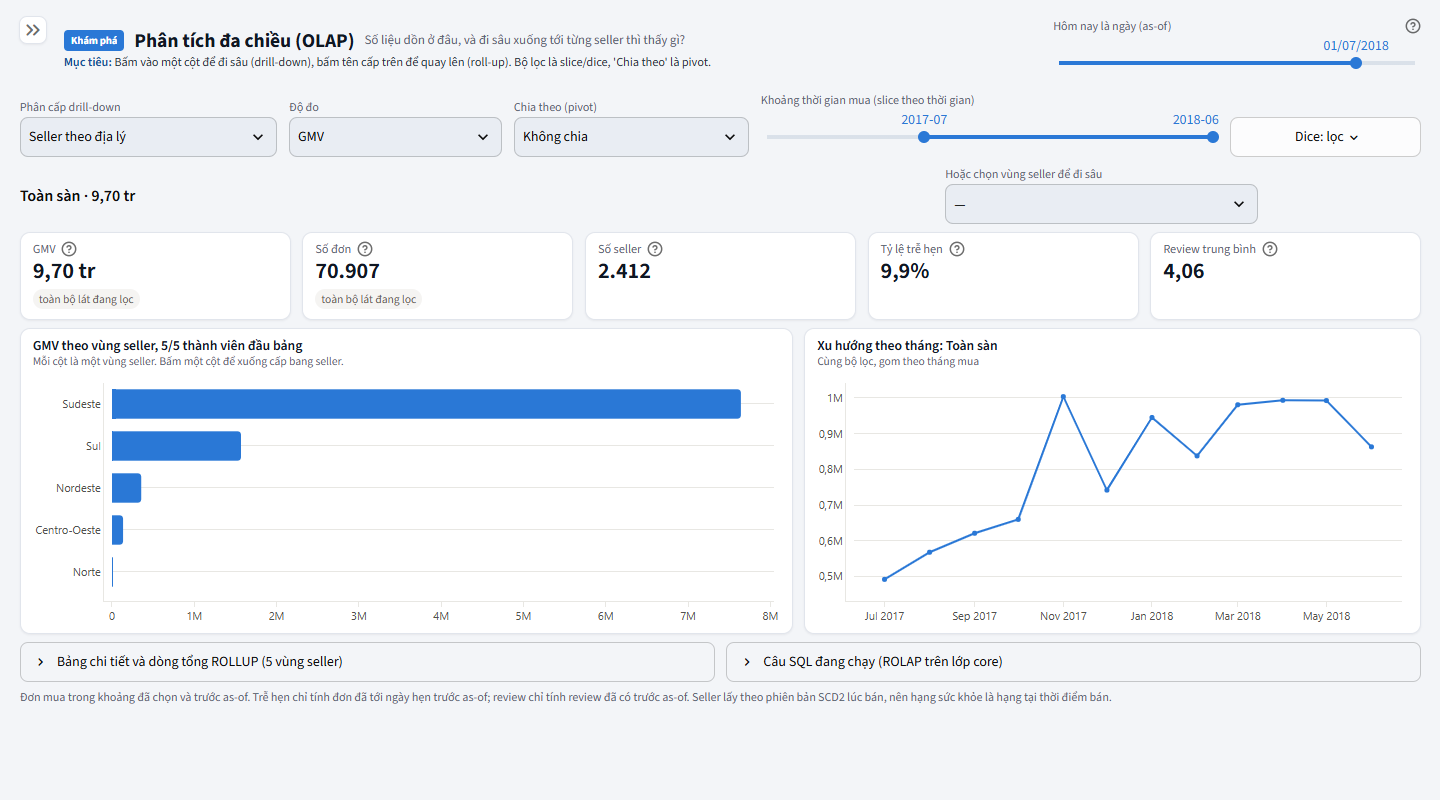 Khám phá Phân tích đa chiều (OLAP) Số liệu dồn ở đâu, và đi sâu xuống tới từng seller thì thấy gì?
Mục tiêu: Bấm vào một cột để đi sâu (drill-down), bấm tên cấp trên để quay lên (roll-up). Bộ lọc là slice/dice, 'Chia theo' là pivot.
Hôm nay là ngày (as-of)
01/07/2018
Phân cấp drill-down
Seller theo địa lý
Độ đo
GMV
Chia theo (pivot)
Không chia
Khoảng thời gian mua (slice theo thời gian)
2017-07 2018-06
Dice: lọc
Toàn sàn · 9,70 tr
Hoặc chọn vùng seller để đi sâu
—
GMV
9,70 tr
toàn bộ lát đang lọc
Số đơn
70.907
toàn bộ lát đang lọc
Số seller
2.412
Tỷ lệ trễ hẹn
9,9%
Review trung bình
4,06
GMV theo vùng seller, 5/5 thành viên đầu bảng
Mỗi cột là một vùng seller. Bấm một cột để xuống cấp bang seller.
Sudeste
Sul
Nordeste
Centro-Oeste
Norte
0 1M 2M 3M 4M 5M 6M 7M 8M
Xu hướng theo tháng: Toàn sàn
Cùng bộ lọc, gom theo tháng mua
1M
0,9M
0,8M
0,7M
0,6M
0,5M
Jul 2017 Sep 2017 Nov 2017 Jan 2018 Mar 2018 May 2018
Bảng chi tiết và dòng tổng ROLLUP (5 vùng seller)
Câu SQL đang chạy (ROLAP trên lớp core)
Đơn mua trong khoảng đã chọn và trước as-of. Trễ hẹn chỉ tính đơn đã tới ngày hẹn trước as-of; review chỉ tính review đã có trước as-of. Seller lấy theo phiên bản SCD2 lúc bán, nên hạng sức khỏe là hạng tại thời điểm bán.